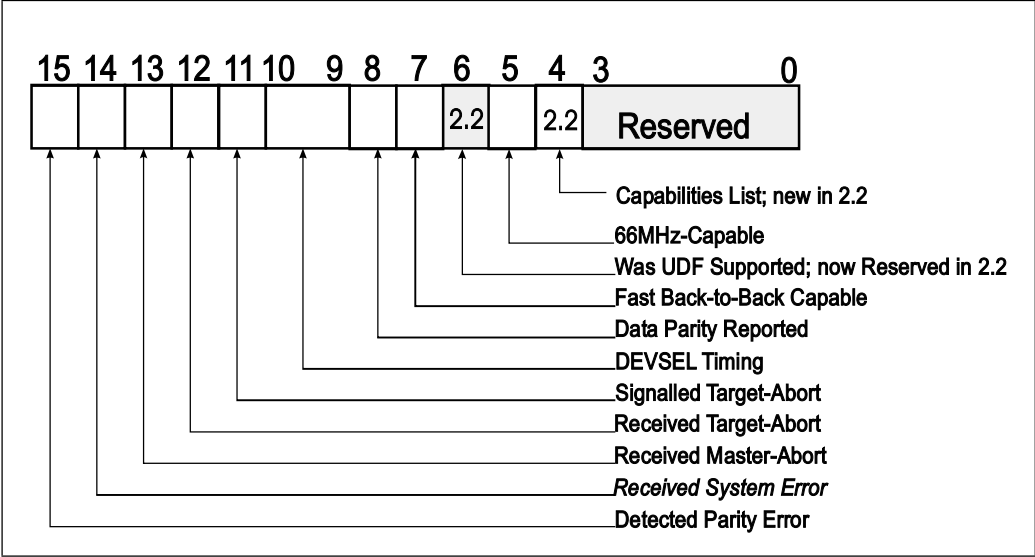 15 14 13 12 11 10 9 8 7 6 5 4 3 0
2.2 2.2 Reserved
Capabilities List; new in 2.2
66MHz-Capable
Was UDF Supported; now Reserved in 2.2
Fast Back-to-Back Capable
Data Parity Reported
DEVSEL Timing
Signalled Target-Abort
Received Target-Abort
Received Master-Abort
Received System Error
Detected Parity Error